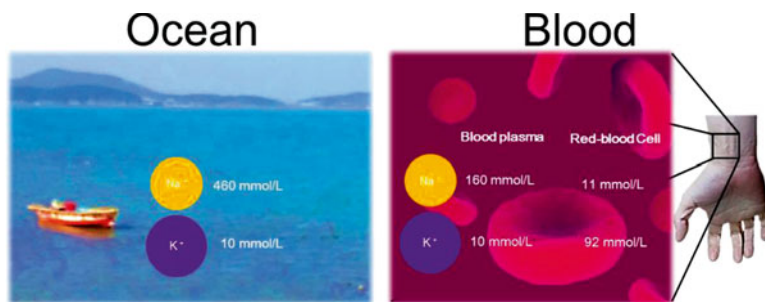 Ocean
Blood
Blood plasma
Red-blood Cell
Na⁺
460 mmol/L
K⁺
10 mmol/L
Na⁺
160 mmol/L
11 mmol/L
K⁺
10 mmol/L
92 mmol/L